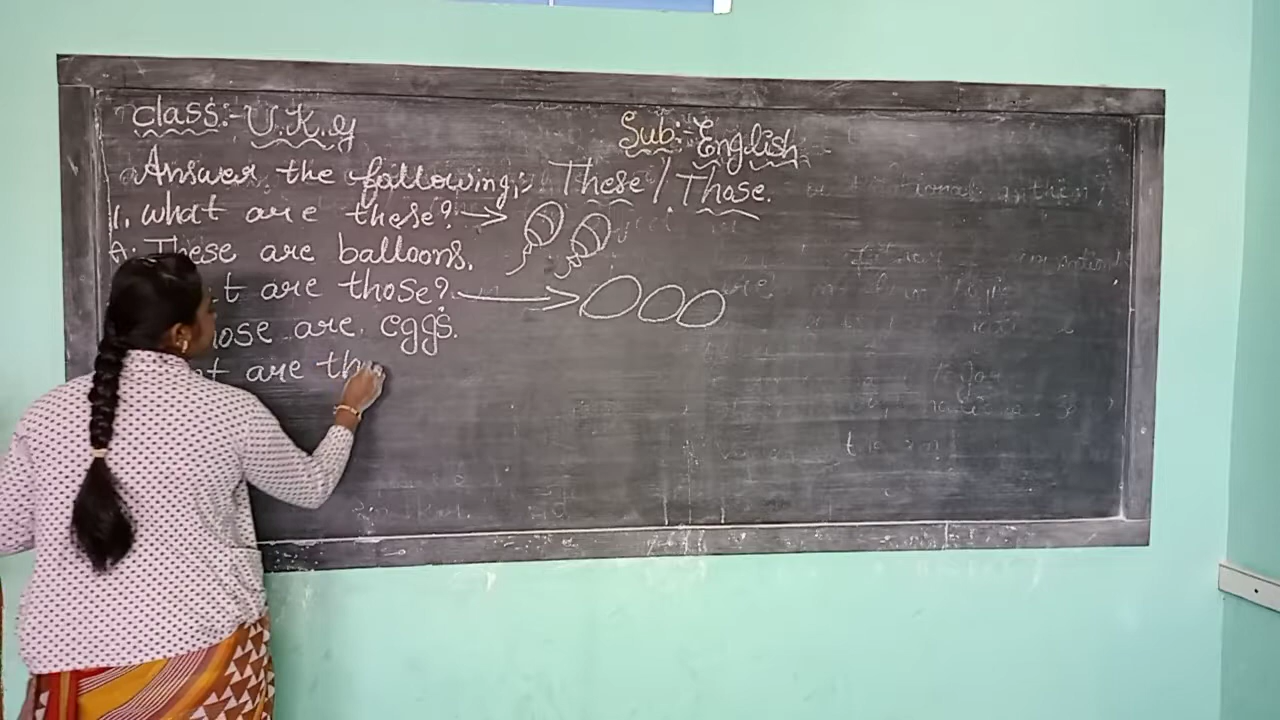 class:- U.K.g
Sub:- English
Answer the following:- These / Those.
1. What are these? →
A. These are balloons.
t are those? →
hose are eggs.
t are th